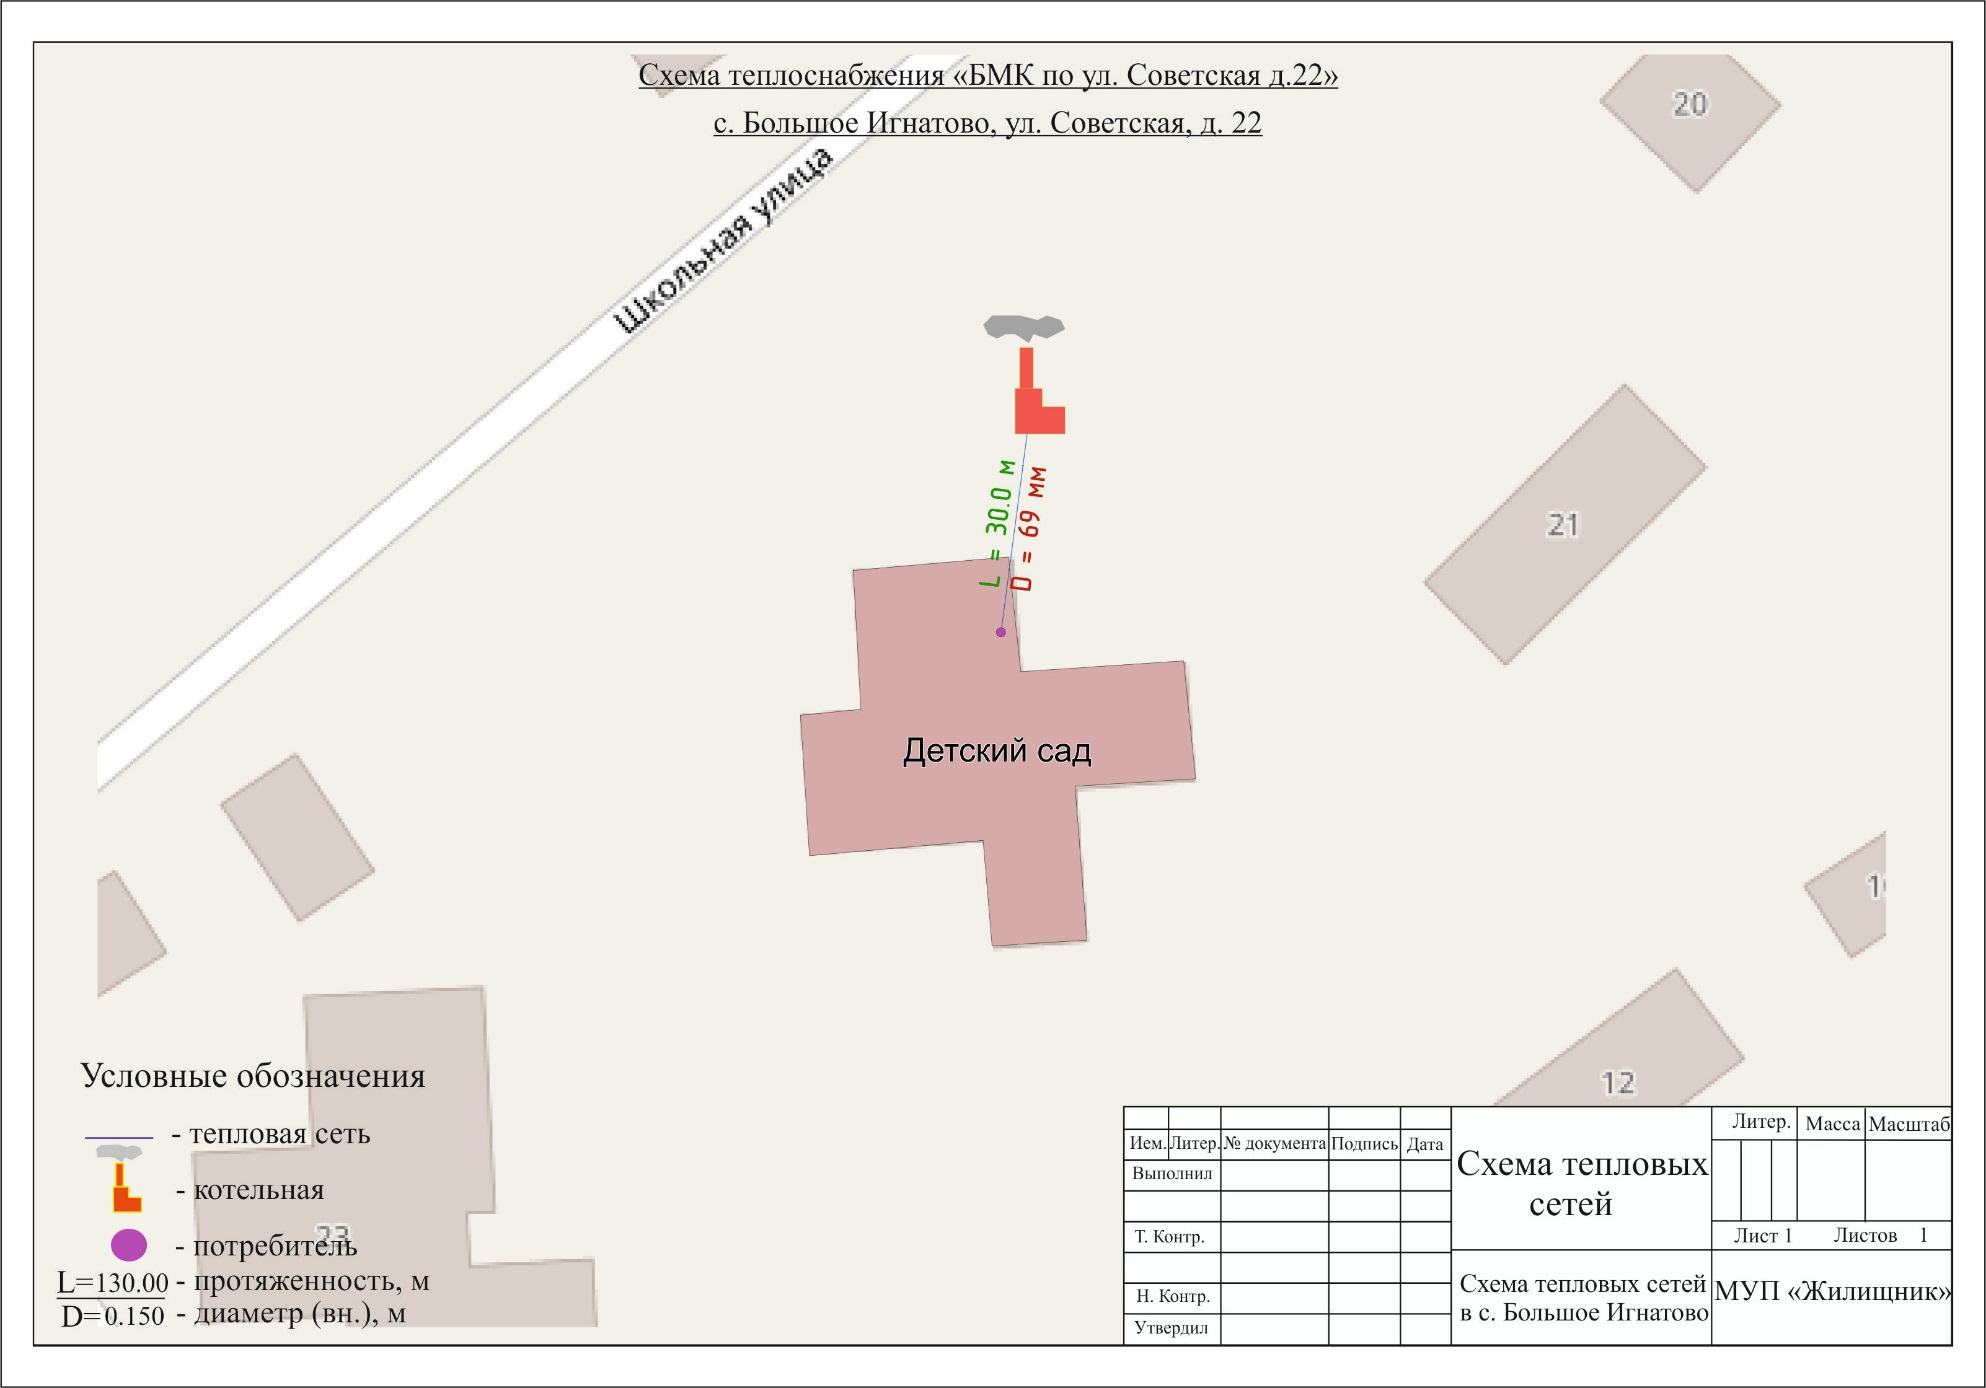 Схема теплоснабжения «БМК по ул. Советская д.22»
с. Большое Игнатово, ул. Советская, д. 22
20
Школьная улица
L = 30.0 м
D = 69 мм
21
Детский сад
12
23
Условные обозначения
- тепловая сеть
- котельная
- потребитель
L=130.00 - протяженность, м
D=0.150 - диаметр (вн.), м
Ием. Литер. № документа Подпись Дата
Выполнил
Т. Контр.
Н. Контр.
Утвердил
Схема тепловых
сетей
Схема тепловых сетей
в с. Большое Игнатово
Литер. Масса Масштаб
Лист 1 Листов 1
МУП «Жилищник»